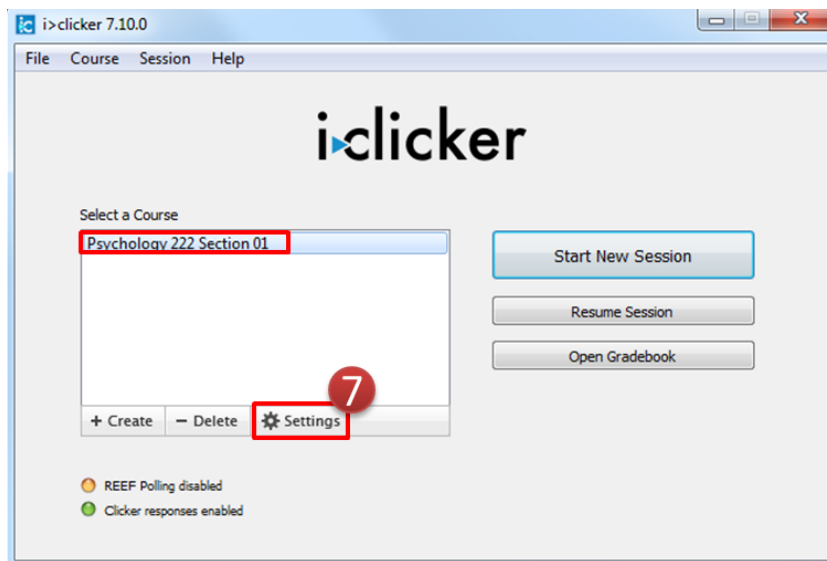 i>clicker 7.10.0
File Course Session Help
i>clicker
Select a Course
Psychology 222 Section 01
Start New Session
Resume Session
Open Gradebook
7
+ Create − Delete Settings
REEF Polling disabled
Clicker responses enabled